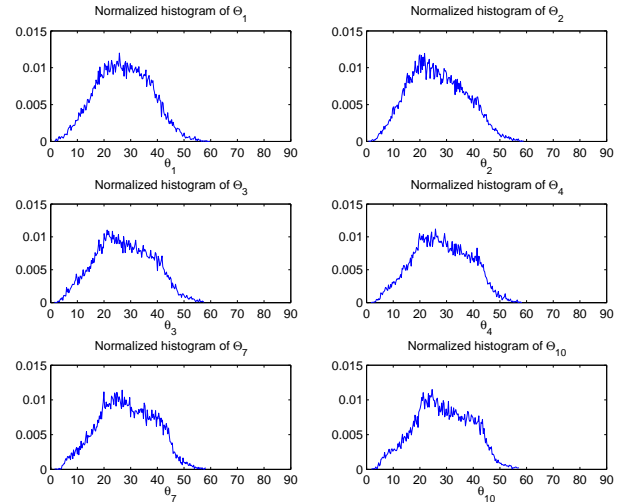 Normalized histogram of Θ₁
0.015
0.01
0.005
0
0 10 20 30 40 50 60 70 80 90
θ₁
Normalized histogram of Θ₂
0.015
0.01
0.005
0
0 10 20 30 40 50 60 70 80 90
θ₂
Normalized histogram of Θ₃
0.015
0.01
0.005
0
0 10 20 30 40 50 60 70 80 90
θ₃
Normalized histogram of Θ₄
0.015
0.01
0.005
0
0 10 20 30 40 50 60 70 80 90
θ₄
Normalized histogram of Θ₇
0.015
0.01
0.005
0
0 10 20 30 40 50 60 70 80 90
θ₇
Normalized histogram of Θ₁₀
0.015
0.01
0.005
0
0 10 20 30 40 50 60 70 80 90
θ₁₀